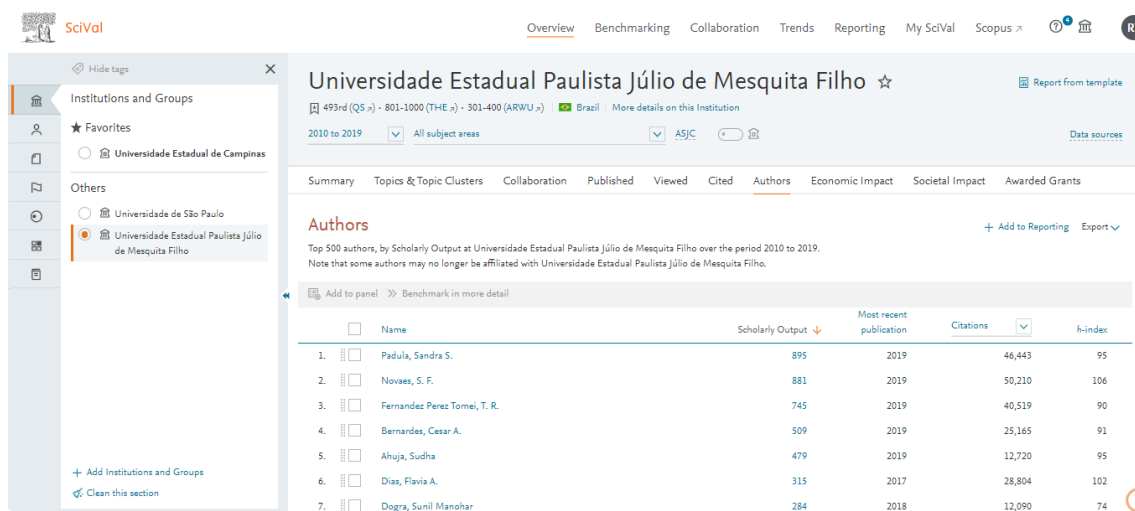 SciVal
Overview Benchmarking Collaboration Trends Reporting My SciVal Scopus ↗ ? 4 R
Hide tags ×
Institutions and Groups
★ Favorites
Universidade Estadual de Campinas
Others
Universidade de São Paulo
Universidade Estadual Paulista Júlio
de Mesquita Filho
+ Add Institutions and Groups
Clean this section
Universidade Estadual Paulista Júlio de Mesquita Filho ☆
Report from template
493rd (QS ↗) • 801-1000 (THE ↗) • 301-400 (ARWU ↗) | Brazil | More details on this Institution
2010 to 2019 All subject areas ASJC
Data sources
Summary Topics & Topic Clusters Collaboration Published Viewed Cited Authors Economic Impact Societal Impact Awarded Grants
Authors
+ Add to Reporting Export
Top 500 authors, by Scholarly Output at Universidade Estadual Paulista Júlio de Mesquita Filho over the period 2010 to 2019.
Note that some authors may no longer be affiliated with Universidade Estadual Paulista Júlio de Mesquita Filho.
Add to panel >> Benchmark in more detail
Name Scholarly Output ↓ Most recent publication Citations h-index
1. Padula, Sandra S. 895 2019 46,443 95
2. Novaes, S. F. 881 2019 50,210 106
3. Fernandez Perez Tomei, T. R. 745 2019 40,519 90
4. Bernardes, Cesar A. 509 2019 25,165 91
5. Ahuja, Sudha 479 2019 12,720 95
6. Dias, Flavia A. 315 2017 28,804 102
7. Dogra, Sunil Manohar 284 2018 12,090 74